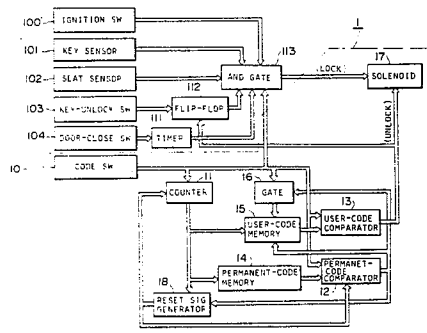 100
IGNITION SW
1
101
KEY SENSOR
113
17
102
SEAT SENSOR
AND GATE
(LOCK)
SOLENOID
112
103
KEY-UNLOCK SW
FLIP-FLOP
111
104
DOOR-CLOSE SW
TIMER
(UNLOCK)
10
CODE SW
11
16
COUNTER
GATE
13
15
USER-CODE
COMPARATOR
USER-CODE
MEMORY
14
PERMANENT-CODE
MEMORY
PERMANET-
CODE
COMPARATOR
12
18
RESET SIG
GENERATOR